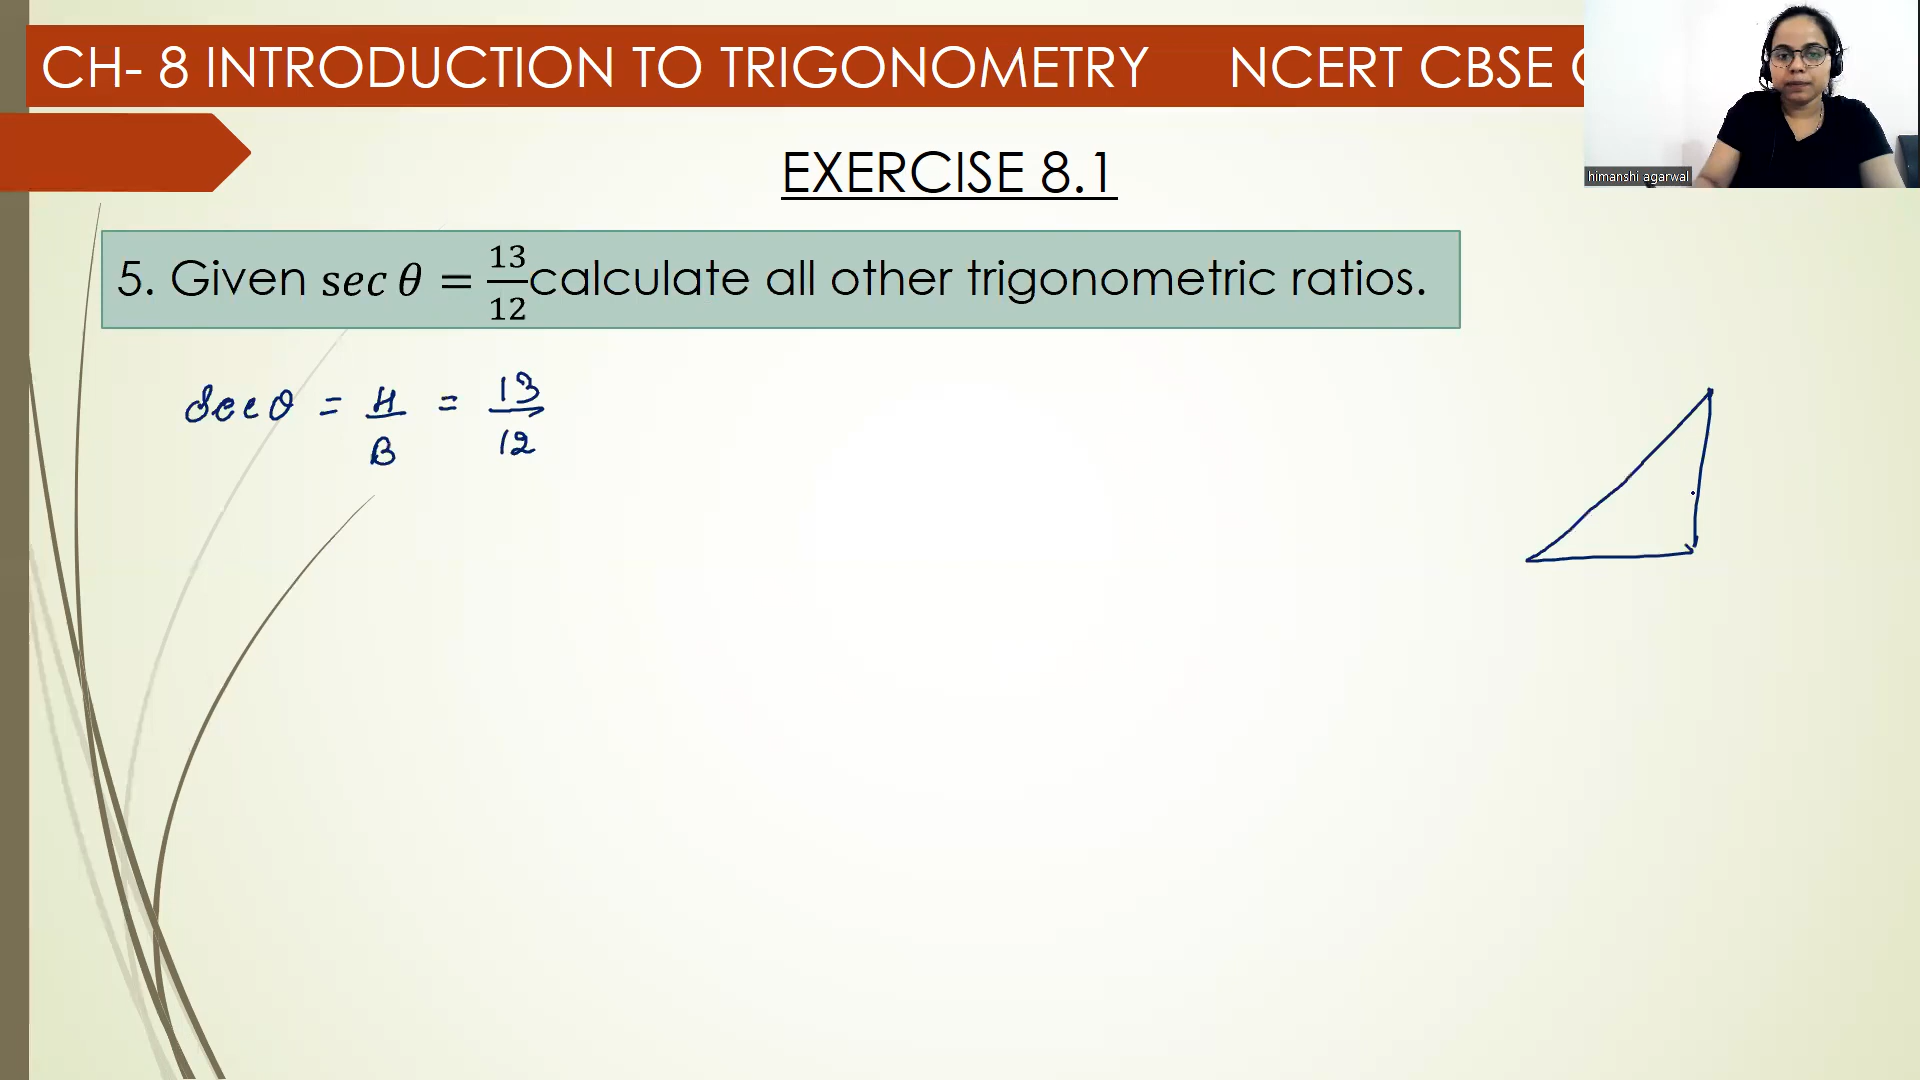 CH- 8 INTRODUCTION TO TRIGONOMETRY NCERT CBSE
himanshi agarwal
EXERCISE 8.1
5. Given sec θ = 13/12 calculate all other trigonometric ratios.
Sec θ = H/B = 13/12